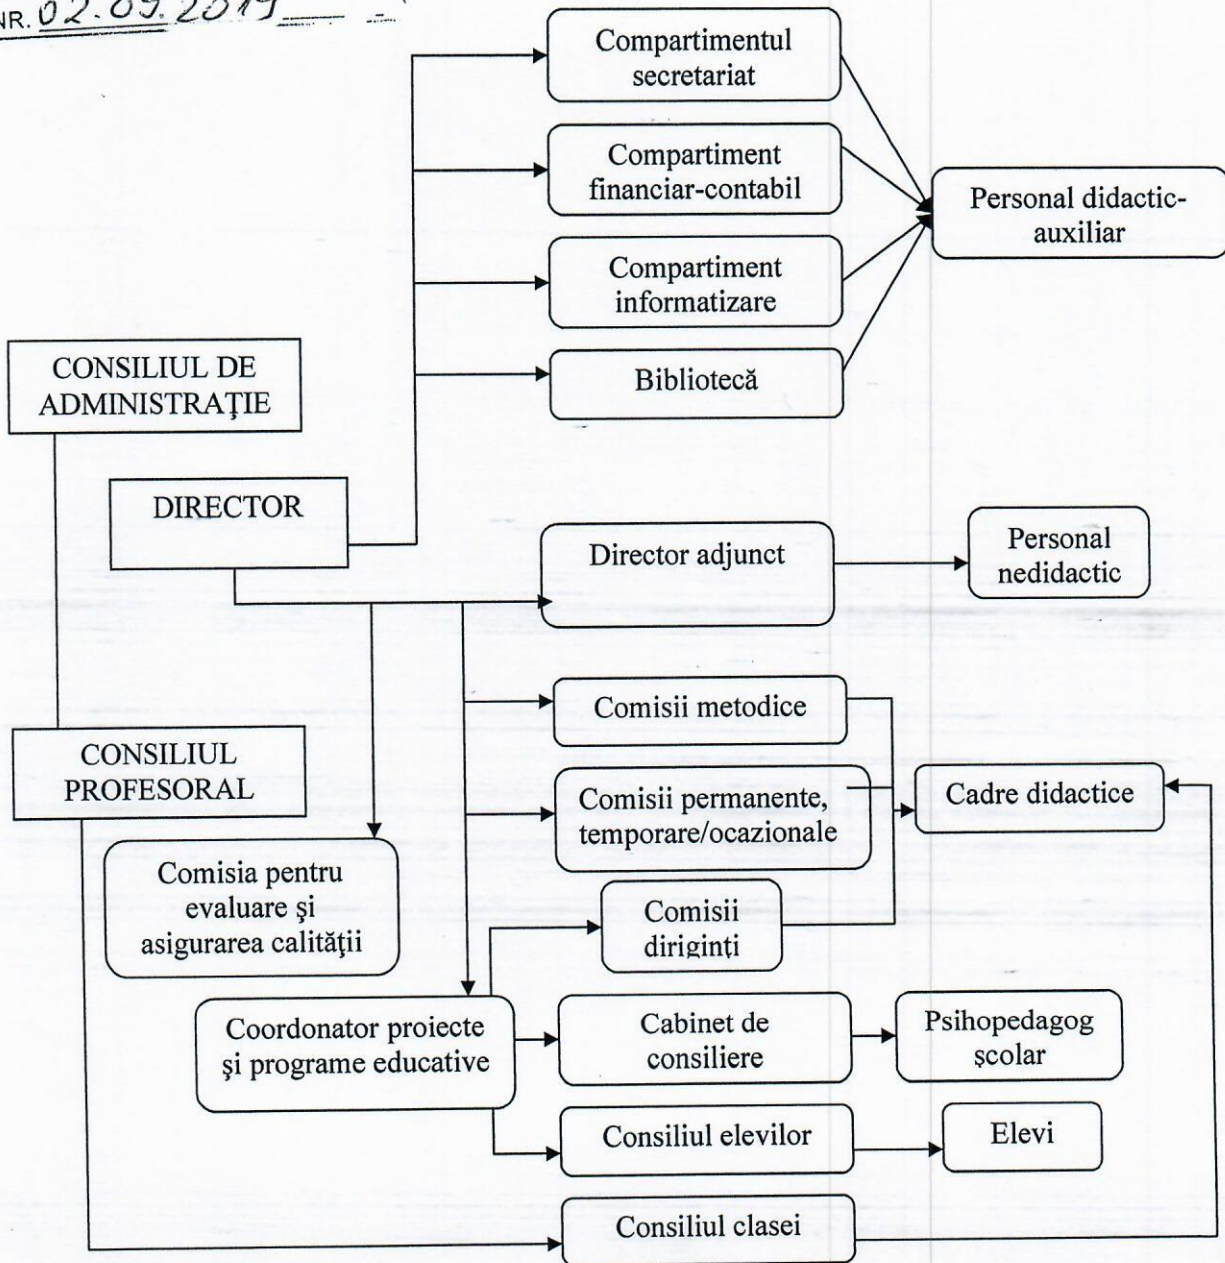 NR. 02.09.2019
Compartimentul
secretariat
Compartiment
financiar-contabil
Personal didactic-
auxiliar
Compartiment
informatizare
Bibliotecă
CONSILIUL DE
ADMINISTRAŢIE
DIRECTOR
Director adjunct
Personal
nedidactic
Comisii metodice
CONSILIUL
PROFESORAL
Comisii permanente,
temporare/ocazionale
Cadre didactice
Comisia pentru
evaluare şi
asigurarea calităţii
Comisii
diriginţi
Coordonator proiecte
şi programe educative
Cabinet de
consiliere
Psihopedagog
şcolar
Consiliul elevilor
Elevi
Consiliul clasei